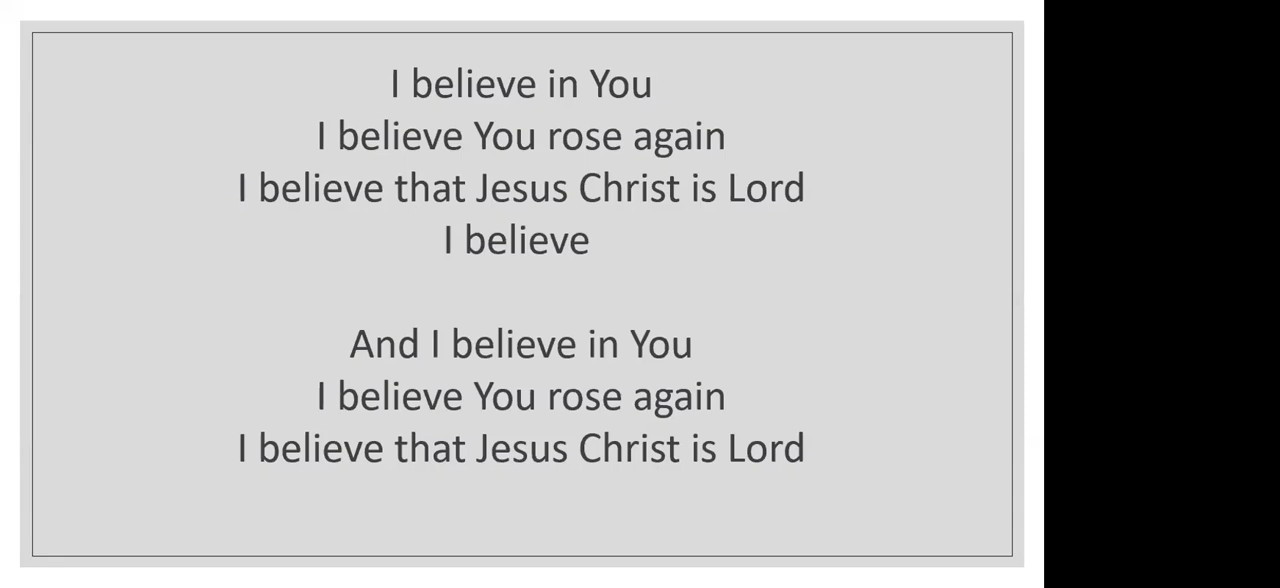 I believe in You
I believe You rose again
I believe that Jesus Christ is Lord
I believe
And I believe in You
I believe You rose again
I believe that Jesus Christ is Lord